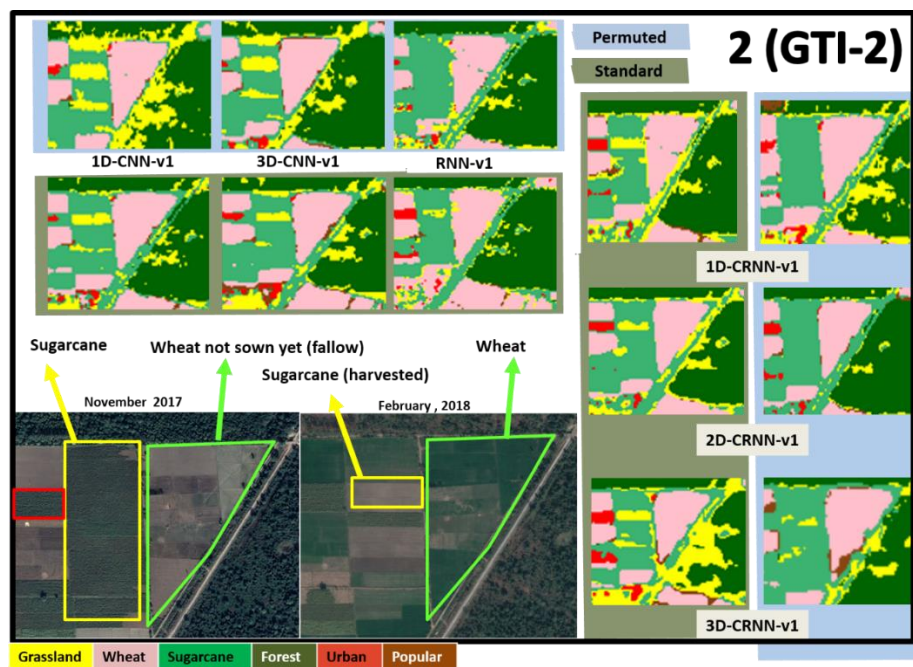 Permuted
Standard
2 (GTI-2)
1D-CNN-v1
3D-CNN-v1
RNN-v1
1D-CRNN-v1
2D-CRNN-v1
3D-CRNN-v1
Sugarcane
Wheat not sown yet (fallow)
Wheat
Sugarcane (harvested)
November 2017
February , 2018
Grassland
Wheat
Sugarcane
Forest
Urban
Popular